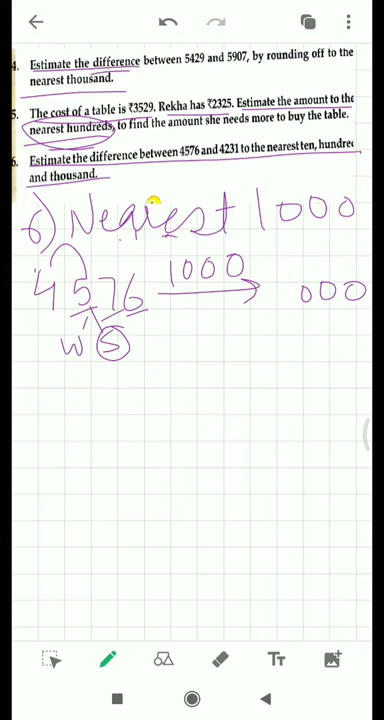 4. Estimate the difference between 5429 and 5907, by rounding off to the
nearest thousand.
5. The cost of a table is ₹3529. Rekha has ₹2325. Estimate the amount to the
nearest hundreds, to find the amount she needs more to buy the table.
6. Estimate the difference between 4576 and 4231 to the nearest ten, hundred
and thousand.
6) Nearest 1000
4576 1000 000
W S
Tт